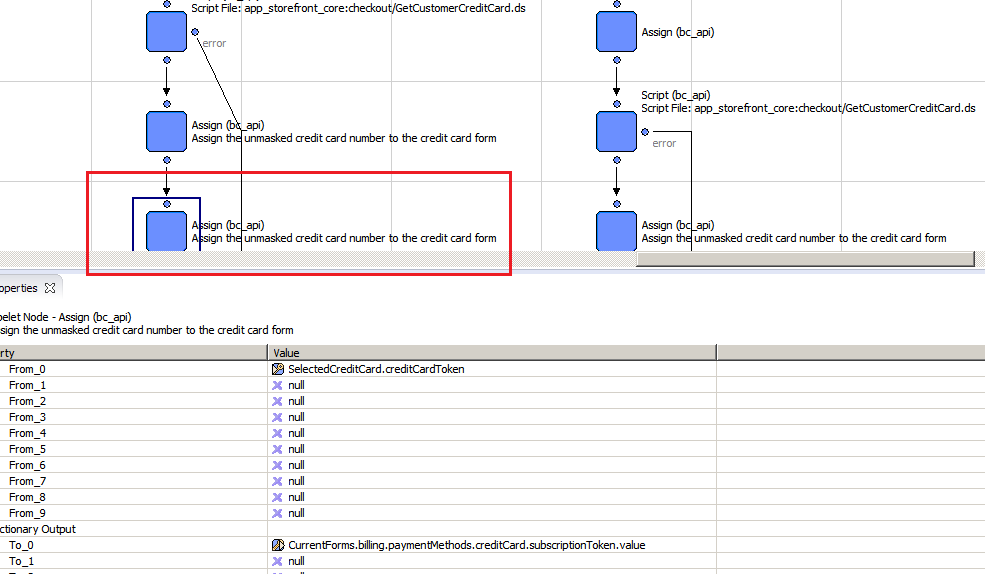 Script File: app_storefront_core:checkout/GetCustomerCreditCard.ds
error
Assign (bc_api)
Assign the unmasked credit card number to the credit card form
Assign (bc_api)
Assign the unmasked credit card number to the credit card form
Assign (bc_api)
Script (bc_api)
Script File: app_storefront_core:checkout/GetCustomerCreditCard.ds
error
Assign (bc_api)
Assign the unmasked credit card number to the credit card form
operties
elet Node - Assign (bc_api)
sign the unmasked credit card number to the credit card form
rty Value
From_0 SelectedCreditCard.creditCardToken
From_1 null
From_2 null
From_3 null
From_4 null
From_5 null
From_6 null
From_7 null
From_8 null
From_9 null
ctionary Output
To_0 CurrentForms.billing.paymentMethods.creditCard.subscriptionToken.value
To_1 null